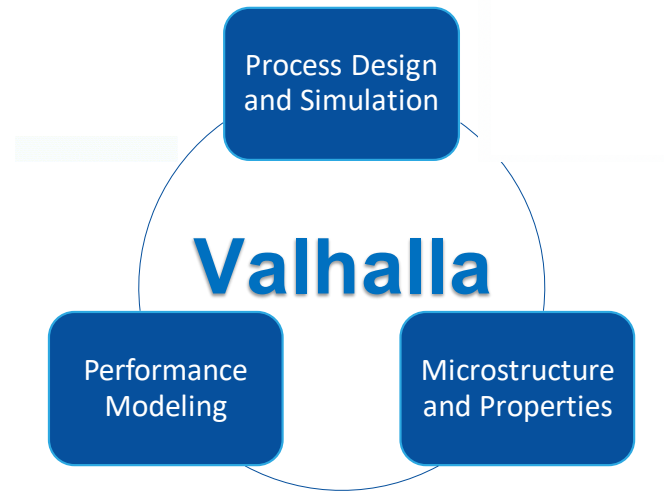 Process Design
and Simulation
Valhalla
Performance
Modeling
Microstructure
and Properties